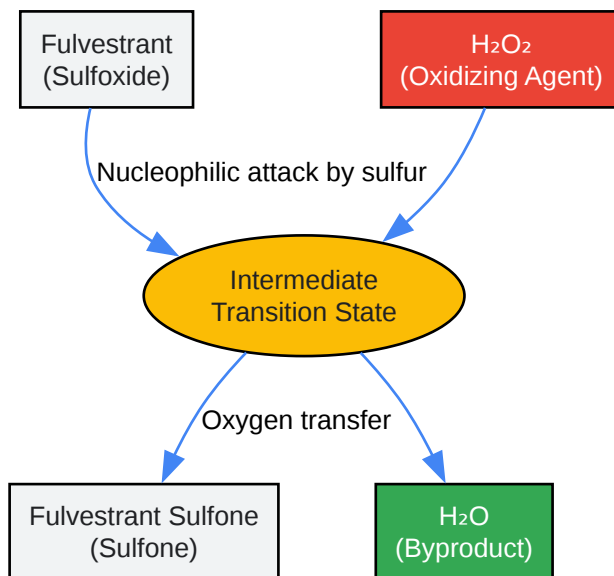 Fulvestrant
(Sulfoxide)
H₂O₂
(Oxidizing Agent)
Nucleophilic attack by sulfur
Intermediate
Transition State
Oxygen transfer
Fulvestrant Sulfone
(Sulfone)
H₂O
(Byproduct)